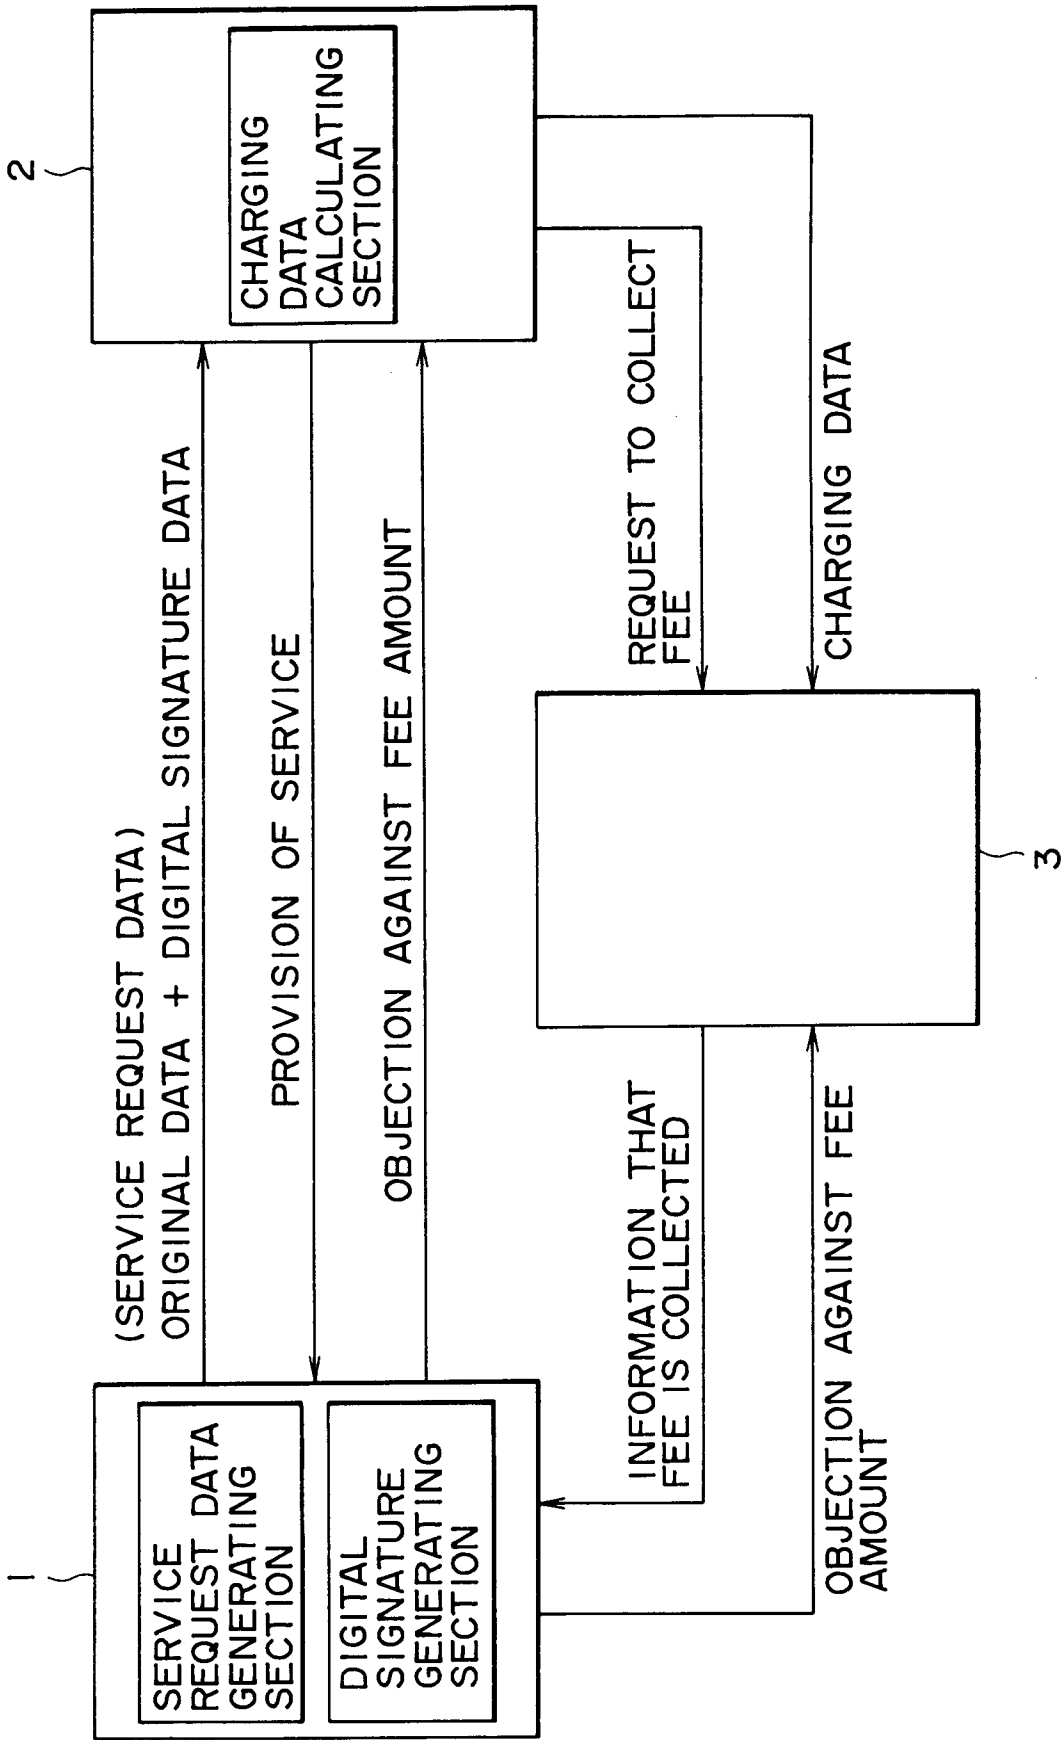 1
SERVICE
REQUEST DATA
GENERATING
SECTION
DIGITAL
SIGNATURE
GENERATING
SECTION
(SERVICE REQUEST DATA)
ORIGINAL DATA + DIGITAL SIGNATURE DATA
PROVISION OF SERVICE
OBJECTION AGAINST FEE AMOUNT
2
CHARGING
DATA
CALCULATING
SECTION
INFORMATION THAT
FEE IS COLLECTED
OBJECTION AGAINST FEE
AMOUNT
REQUEST TO COLLECT
FEE
CHARGING DATA
3